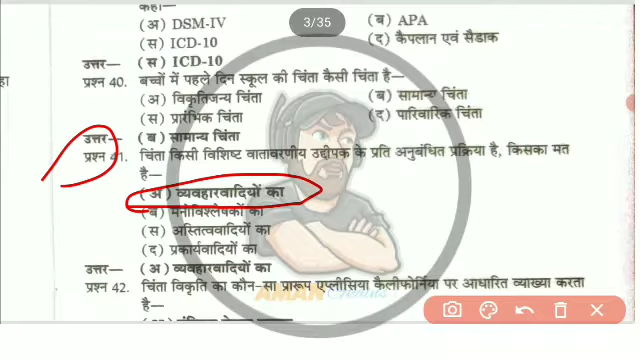 कहा—
(अ) DSM-IV (ब) APA
(स) ICD-10 (द) कैपलान एवं सैडाक
उत्तर— (स) ICD-10
प्रश्न 40. बच्चों में पहले दिन स्कूल की चिंता कैसी चिंता है—
(अ) विकृतिजन्य चिंता (ब) सामान्य चिंता
(स) प्रारंभिक चिंता (द) पारिवारिक चिंता
उत्तर— (ब) सामान्य चिंता
प्रश्न 41. चिंता किसी विशिष्ट वातावरणीय उद्दीपक के प्रति अनुबंधित प्रक्रिया है, किसका मत
है—
(अ) व्यवहारवादियों का
(ब) मनोविश्लेषकों का
(स) अस्तित्ववादियों का
(द) प्रकार्यवादियों का
उत्तर— (अ) व्यवहारवादियों का
प्रश्न 42. चिंता विकृति का कौन-सा प्रारूप एप्लीसिया कैलीफोर्निया पर आधारित व्याख्या करता
है—
3/35
AMAN Creations